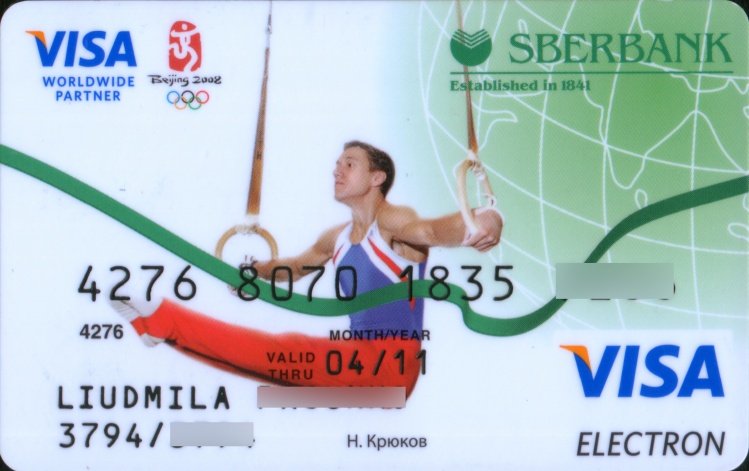 VISA
WORLDWIDE
PARTNER
Beijing 2008
SBERBANK
Established in 1841
4276 8070 1835
4276
MONTH/YEAR
VALID
THRU 04/11
LIUDMILA
3794/
Н. Крюков
VISA
ELECTRON